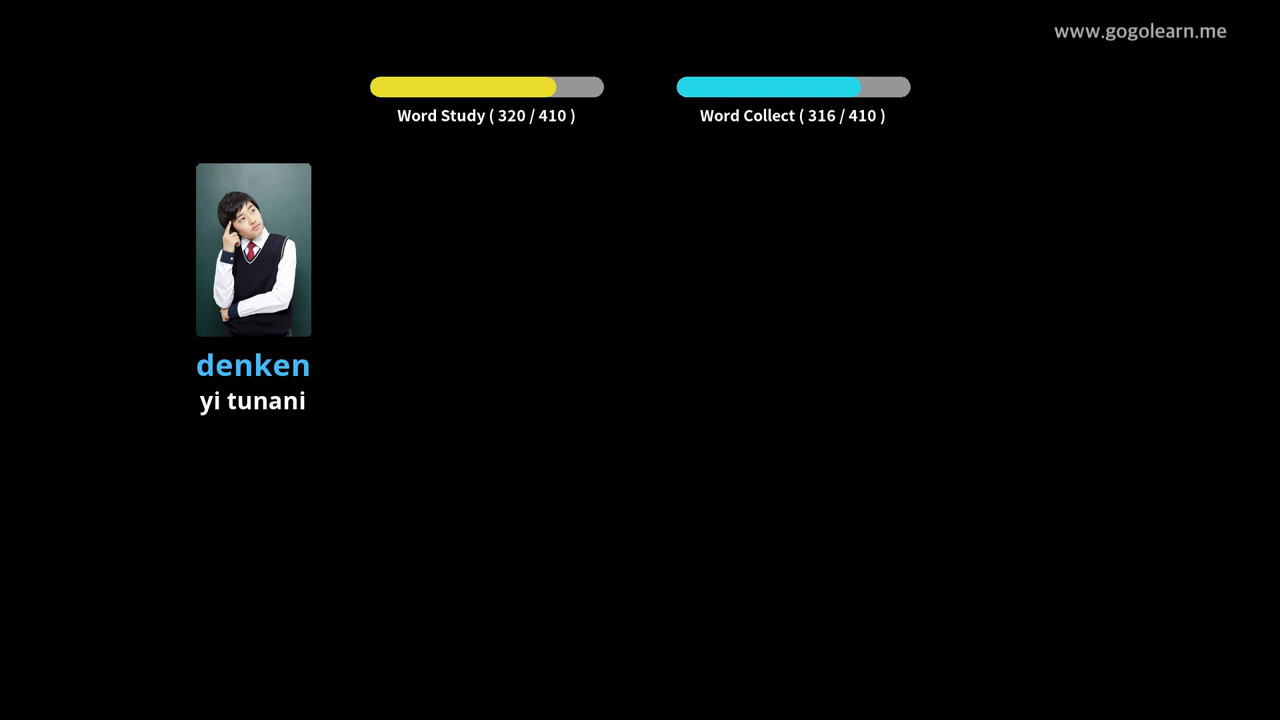 www.gogolearn.me
Word Study ( 320 / 410 )
Word Collect ( 316 / 410 )
denken
yi tunani